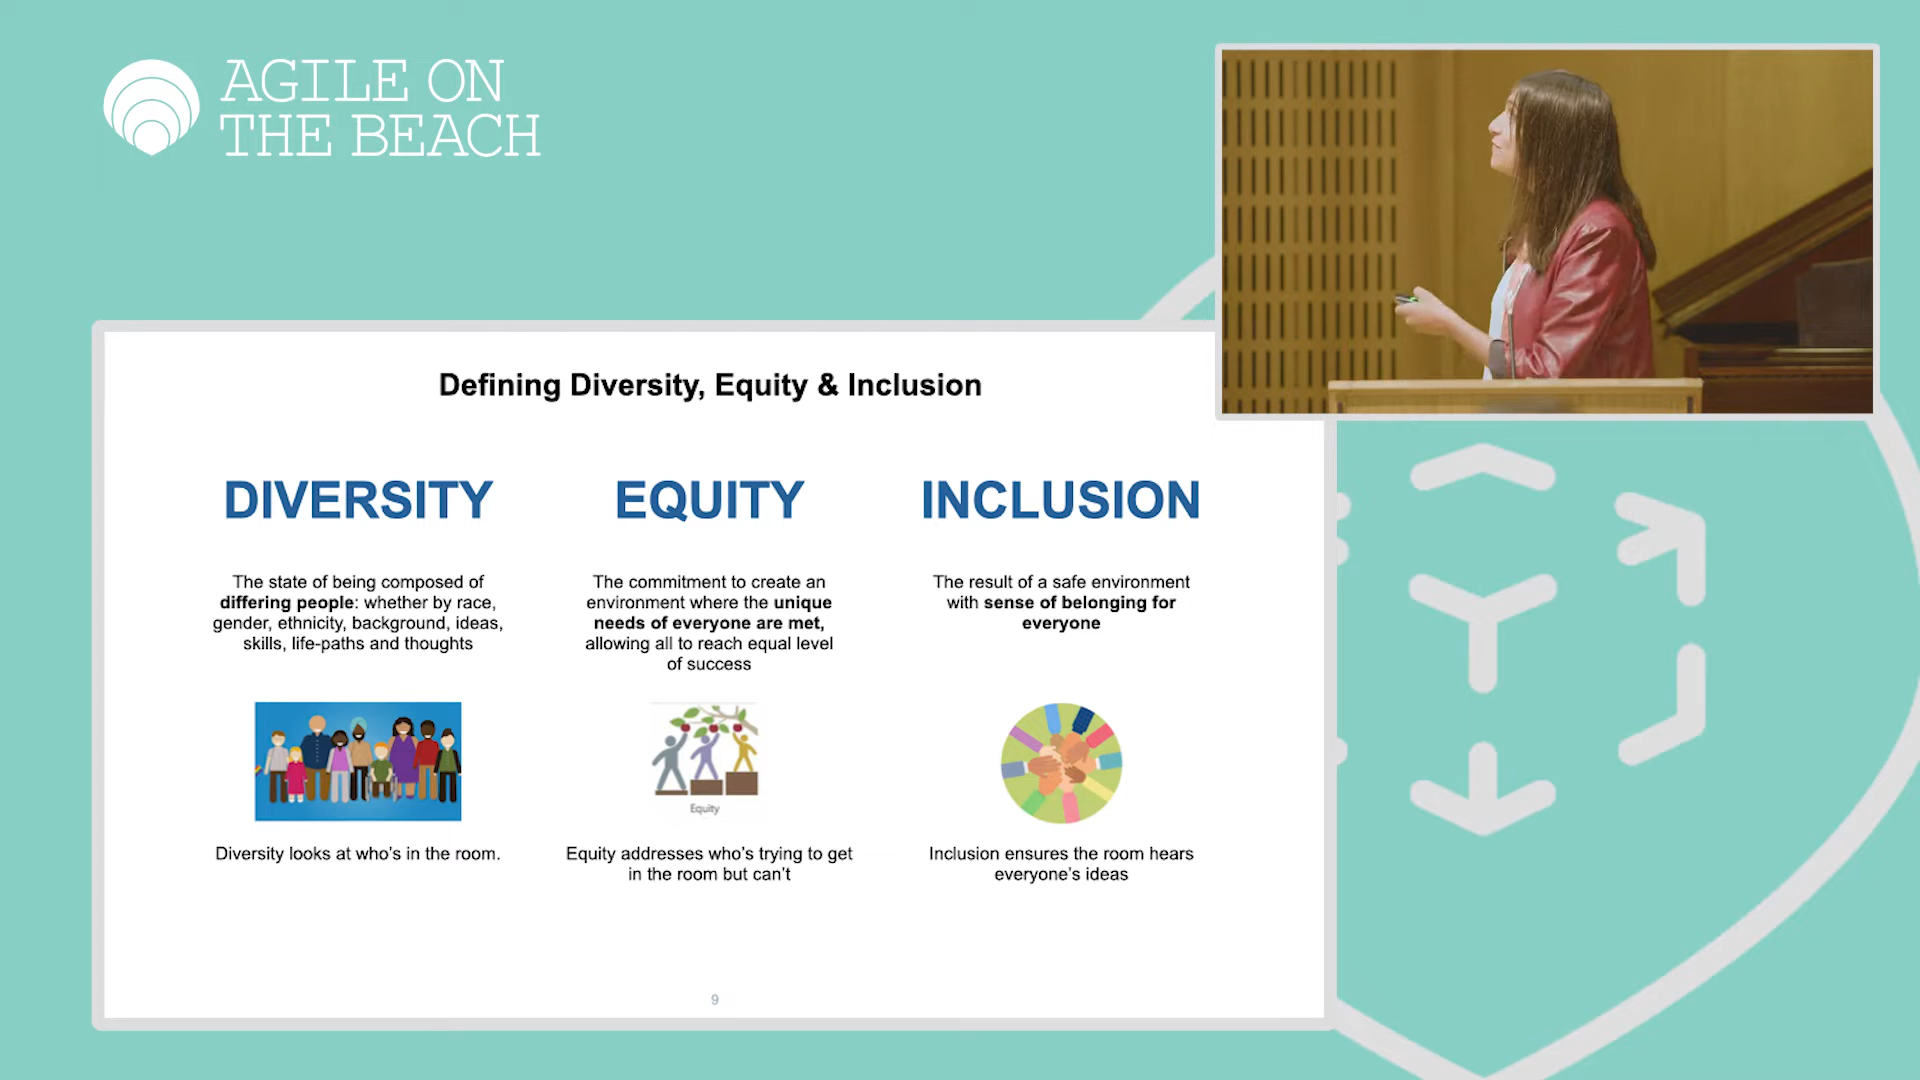 AGILE ON
THE BEACH
Defining Diversity, Equity & Inclusion
DIVERSITY
The state of being composed of
differing people: whether by race,
gender, ethnicity, background, ideas,
skills, life-paths and thoughts
Diversity looks at who's in the room.
EQUITY
The commitment to create an
environment where the unique
needs of everyone are met,
allowing all to reach equal level
of success
Equity
Equity addresses who's trying to get
in the room but can't
INCLUSION
The result of a safe environment
with sense of belonging for
everyone
Inclusion ensures the room hears
everyone's ideas
9